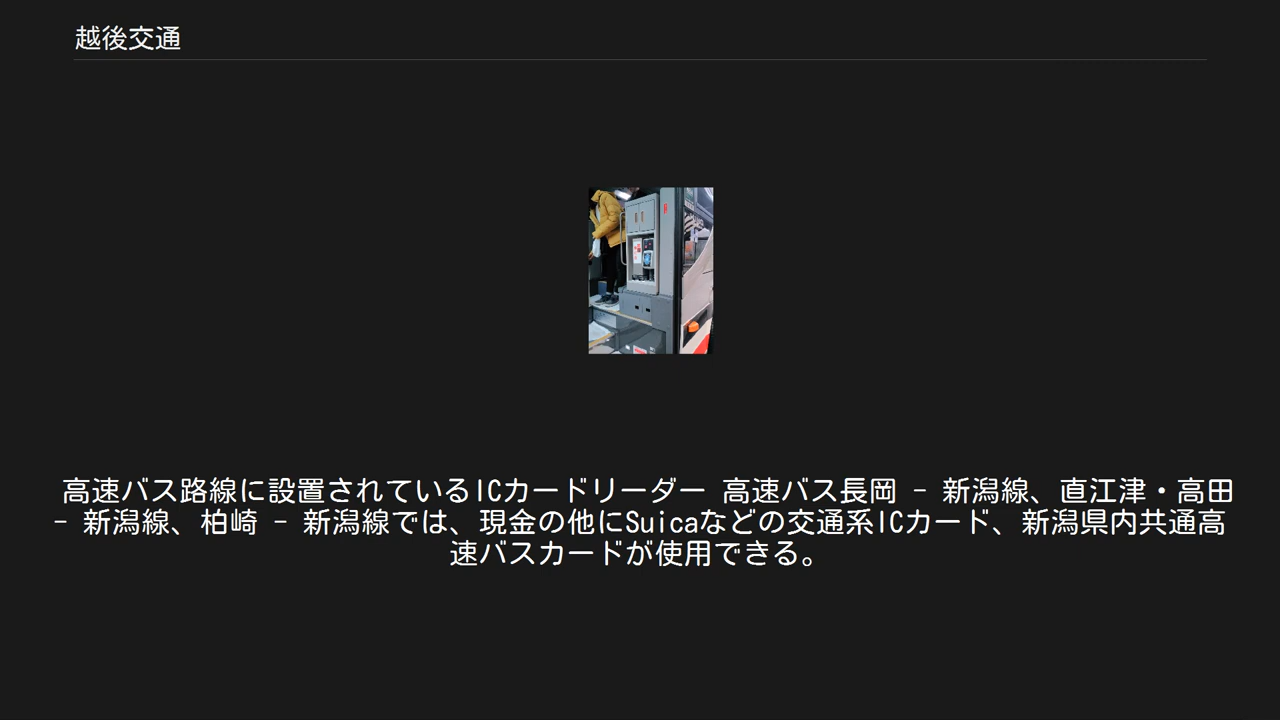 越後交通
高速バス路線に設置されているICカードリーダー 高速バス長岡 - 新潟線、直江津・高田
- 新潟線、柏崎 - 新潟線では、現金の他にSuicaなどの交通系ICカード、新潟県内共通高
速バスカードが使用できる。